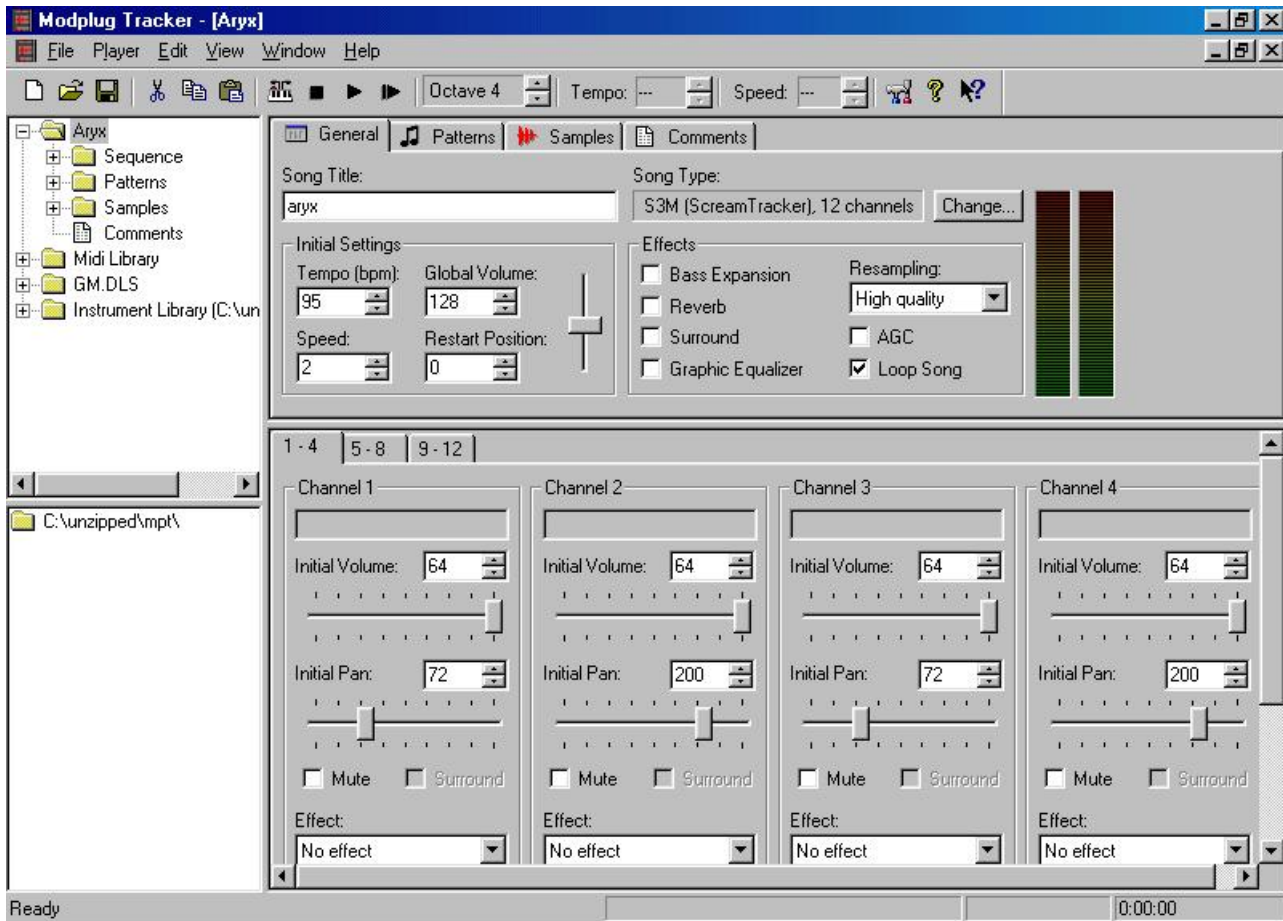 Modplug Tracker - [Aryx]
File Player Edit View Window Help
Octave 4 Tempo: --- Speed: ---
Aryx
Sequence
Patterns
Samples
Comments
Midi Library
GM.DLS
Instrument Library (C:\un
C:\unzipped\mpt\
General Patterns Samples Comments
Song Title:
aryx
Song Type:
S3M (ScreamTracker), 12 channels Change...
Initial Settings
Tempo (bpm): Global Volume:
95 128
Speed: Restart Position:
2 0
Effects
Bass Expansion
Reverb
Surround
Graphic Equalizer
Resampling:
High quality
AGC
Loop Song
1 - 4 5 - 8 9 - 12
Channel 1 Channel 2 Channel 3 Channel 4
Initial Volume: 64 Initial Volume: 64 Initial Volume: 64 Initial Volume: 64
Initial Pan: 72 Initial Pan: 200 Initial Pan: 72 Initial Pan: 200
Mute Surround Mute Surround Mute Surround Mute Surround
Effect: Effect: Effect: Effect:
No effect No effect No effect No effect
Ready 0:00:00